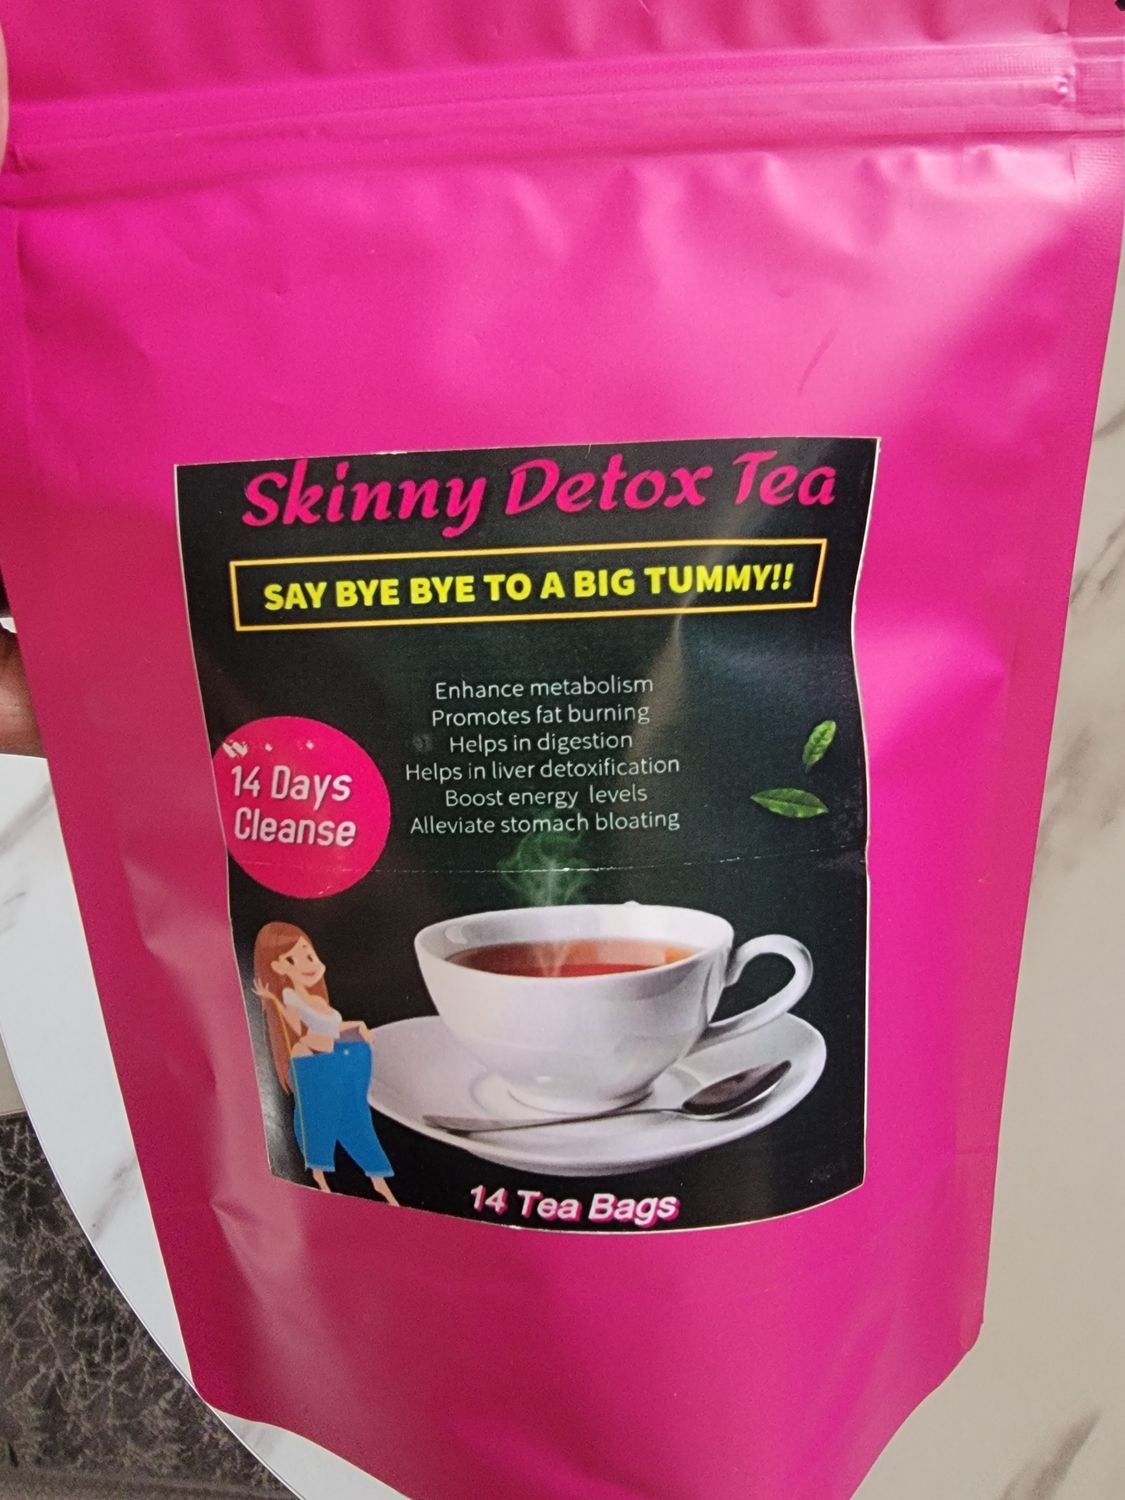 Skinny Detox Tea
SAY BYE BYE TO A BIG TUMMY!!
Enhance metabolism
Promotes fat burning
Helps in digestion
Helps in liver detoxification
Boost energy levels
Alleviate stomach bloating
14 Days
Cleanse
14 Tea Bags